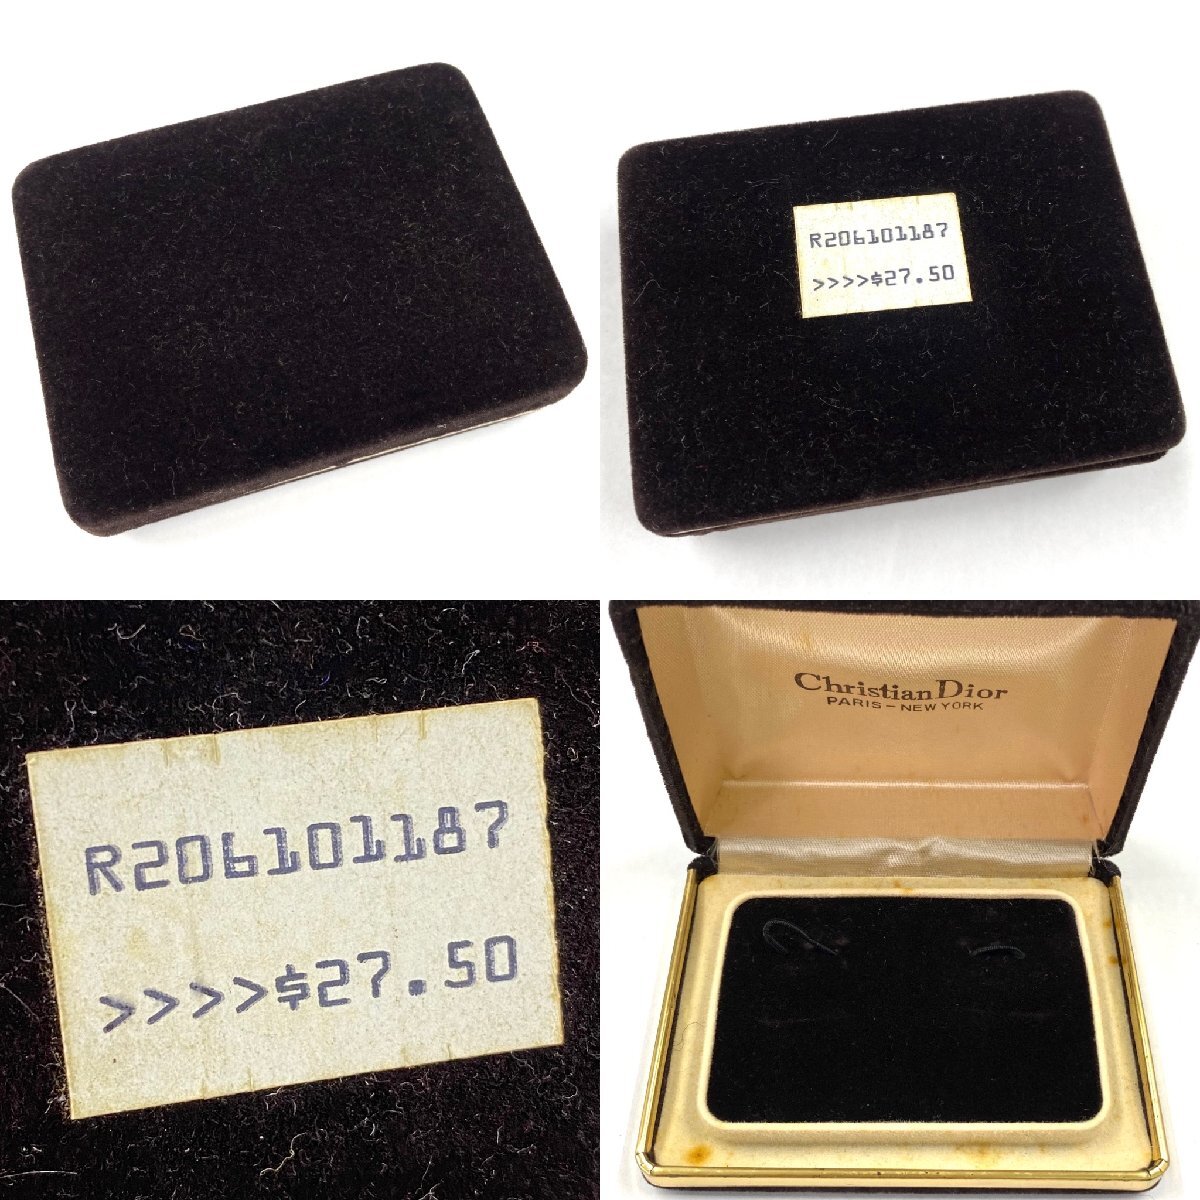 R206101187
>>>>$27.50
R206101187
>>>>$27.50
Christian Dior
PARIS - NEW YORK